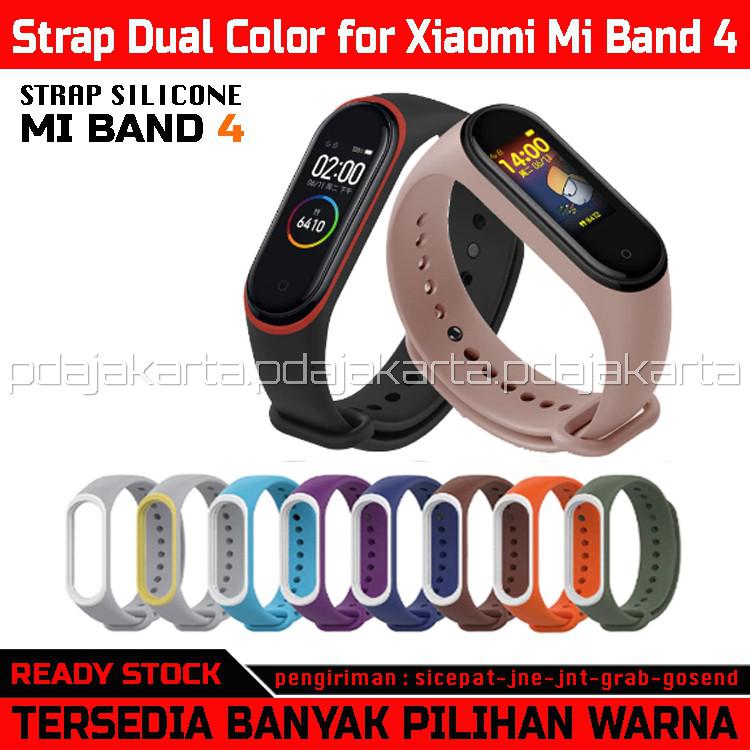 Strap Dual Color for Xiaomi Mi Band 4
STRAP SILICONE
MI BAND 4
02:00
6410
14:00
6412
pdajakarta.pdajakarta.pdajakarta
READY STOCK
pengiriman : sicepat-jne-jnt-grab-gosend
TERSEDIA BANYAK PILIHAN WARNA